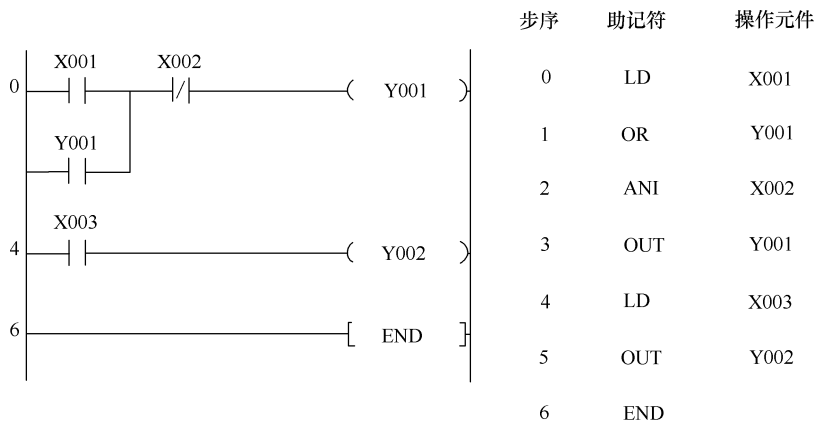 X001 X002
0 Y001
Y001
X003
4 Y002
6 END
步序 助记符 操作元件
0 LD X001
1 OR Y001
2 ANI X002
3 OUT Y001
4 LD X003
5 OUT Y002
6 END